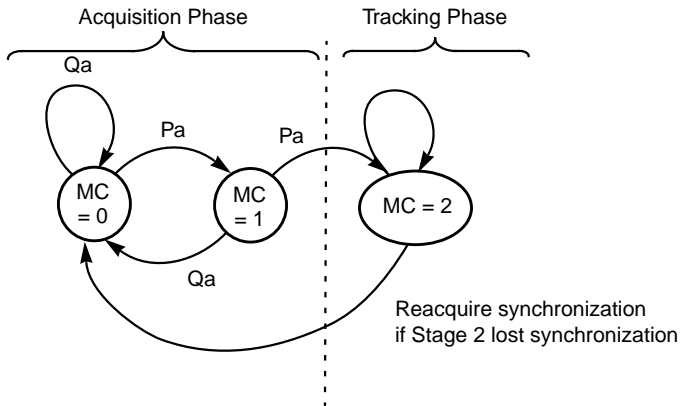 Acquisition Phase
Tracking Phase
Qa
Pa
Pa
MC
= 0
MC
= 1
MC = 2
Qa
Reacquire synchronization
if Stage 2 lost synchronization